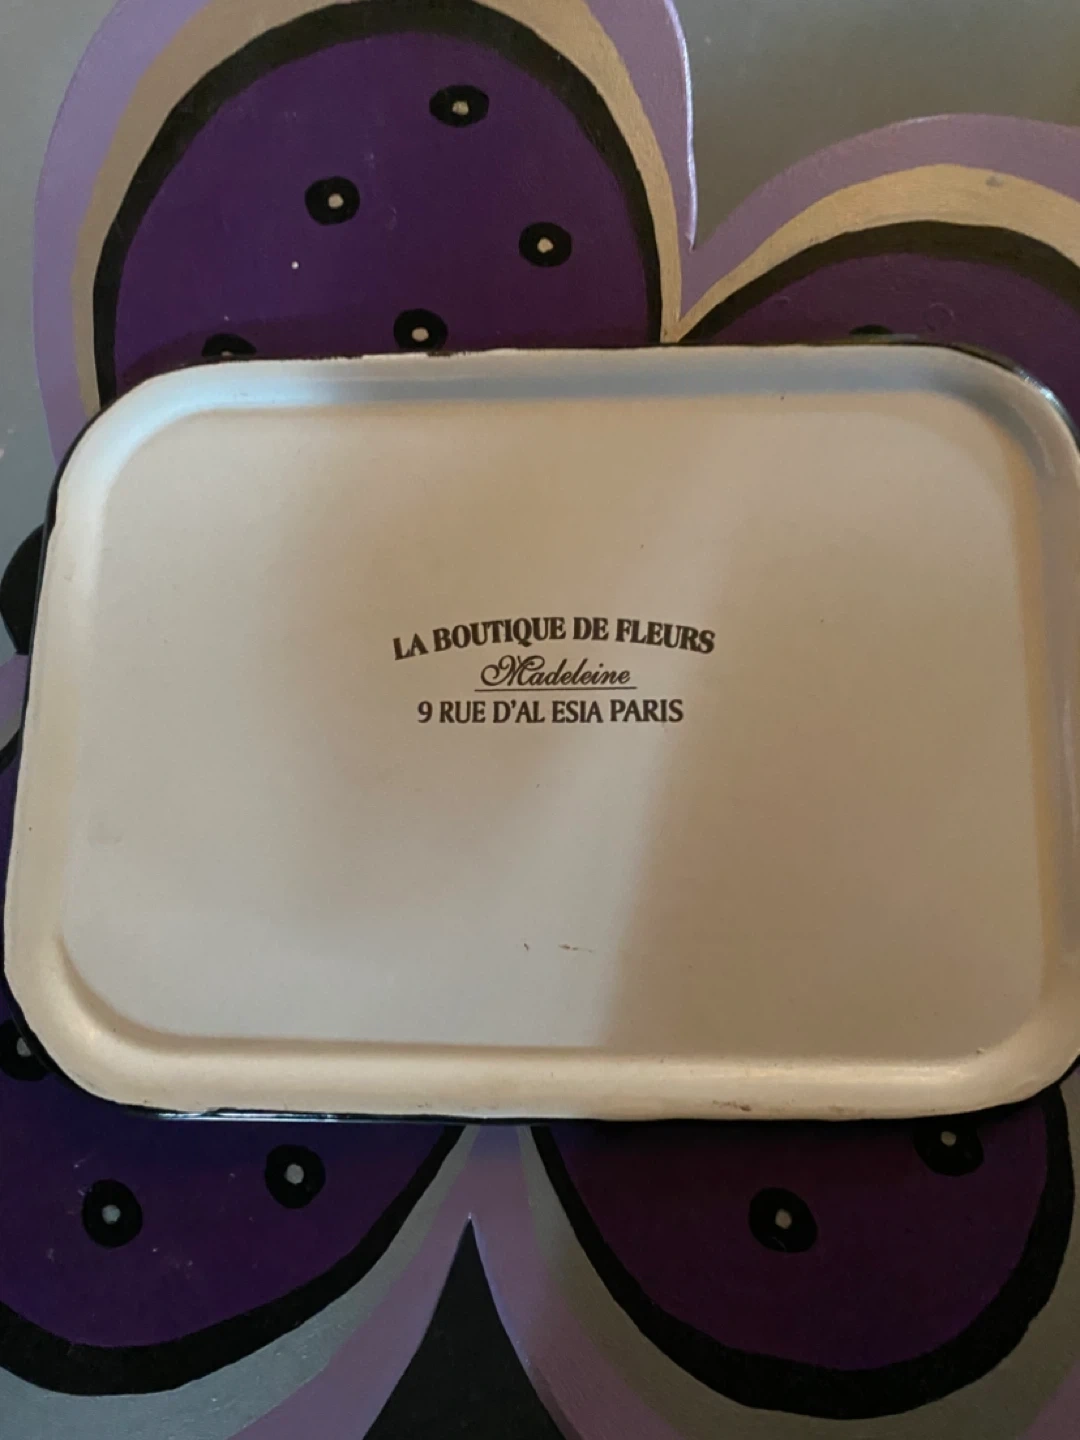 LA BOUTIQUE DE FLEURS
Madeleine
9 RUE D'AL ESIA PARIS